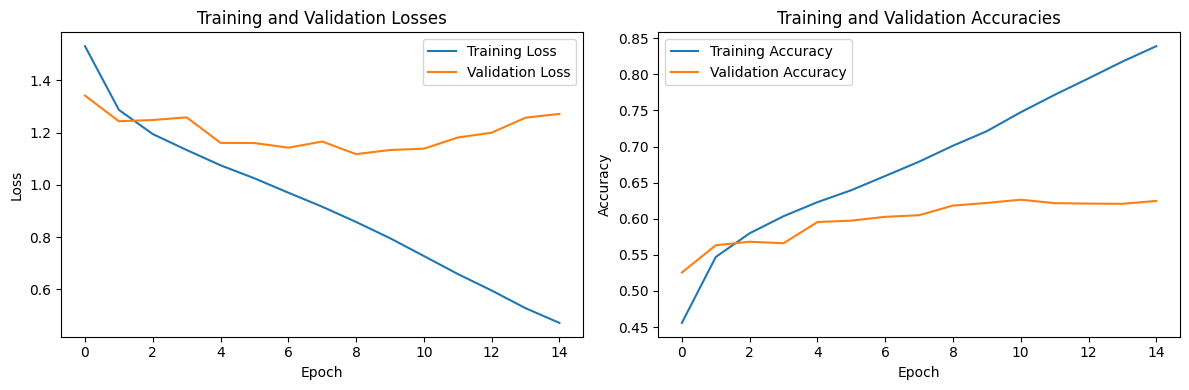 Training and Validation Losses
Training Loss
Validation Loss
1.4
1.2
1.0
0.8
0.6
Loss
0 2 4 6 8 10 12 14
Epoch
Training and Validation Accuracies
Training Accuracy
Validation Accuracy
0.85
0.80
0.75
0.70
0.65
0.60
0.55
0.50
0.45
Accuracy
0 2 4 6 8 10 12 14
Epoch